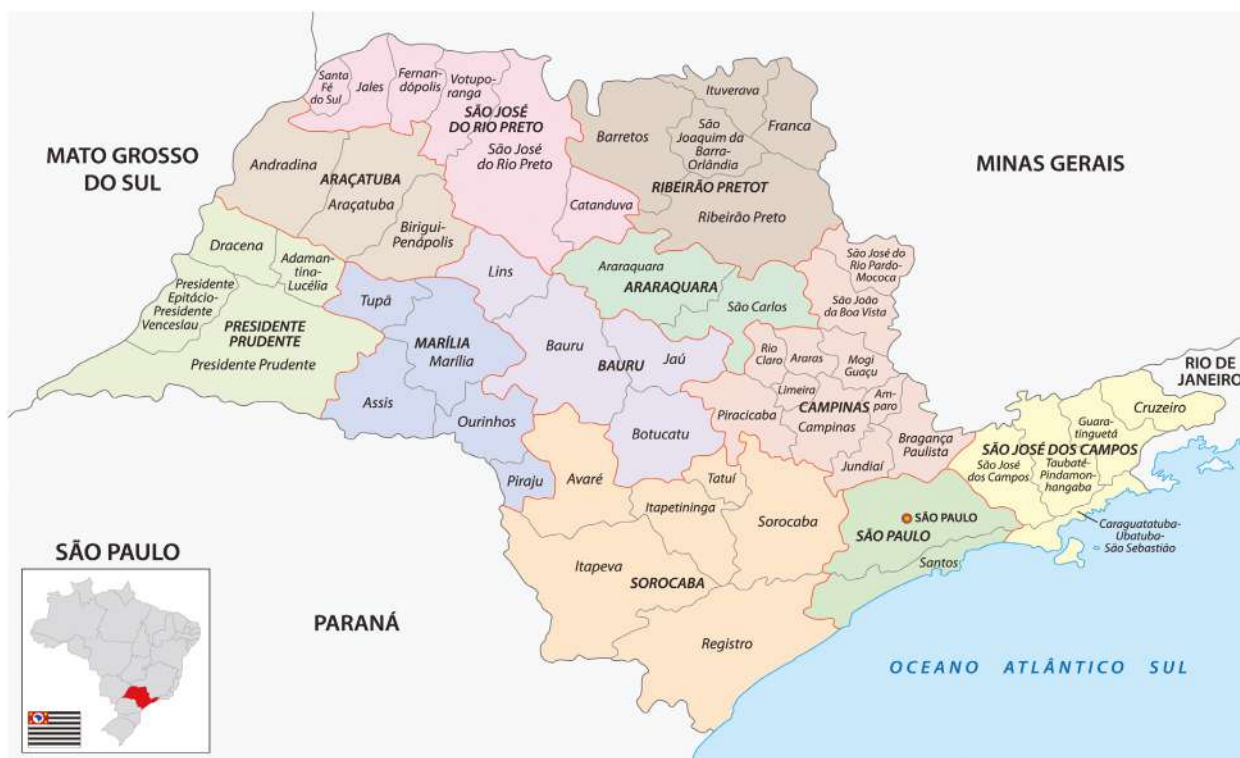 MATO GROSSO
DO SUL
MINAS GERAIS
RIO DE
JANEIRO
PARANÁ
OCEANO ATLÂNTICO SUL
SÃO PAULO
Santa
Fé
do Sul
Jales
Fernan-
dópolis
Votupo-
ranga
SÃO JOSÉ
DO RIO PRETO
São José
do Rio Preto
Catanduva
Andradina
ARAÇATUBA
Araçatuba
Birigui-
Penápolis
Barretos
Ituverava
São
Joaquim da
Barra-
Orlândia
Franca
RIBEIRÃO PRETOT
Ribeirão Preto
Dracena
Adaman-
tina-
Lucélia
Presidente
Epitácio-
Presidente
Venceslau
PRESIDENTE
PRUDENTE
Presidente Prudente
Tupã
MARÍLIA
Marília
Assis
Ourinhos
Piraju
Lins
Bauru
BAURU
Jaú
Botucatu
Araraquara
ARARAQUARA
São Carlos
São José do
Rio Pardo-
Mococa
São João
da Boa Vista
Rio
Claro
Araras
Mogi
Guaçu
Limeira
Am-
paro
Piracicaba
CAMPINAS
Campinas
Bragança
Paulista
Jundiaí
Cruzeiro
Guara-
tinguetá
SÃO JOSÉ DOS CAMPOS
São José
dos Campos
Taubaté-
Pindamon-
hangaba
Caraguatatuba-
Ubatuba-
São Sebastião
Avaré
Tatuí
Itapetininga
Sorocaba
Itapeva
SOROCABA
Registro
SÃO PAULO
SÃO PAULO
Santos